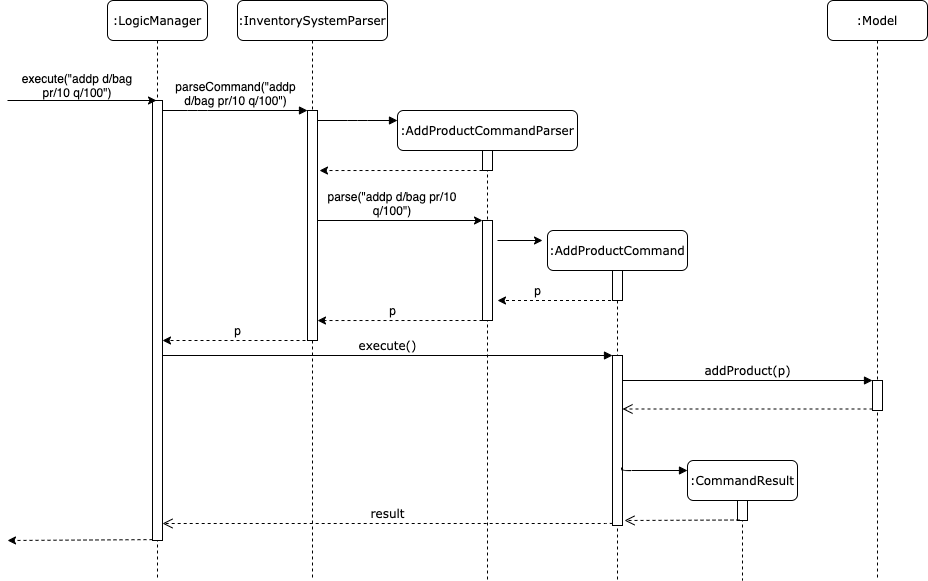 :LogicManager
:InventorySystemParser
:Model
execute("addp d/bag
pr/10 q/100")
parseCommand("addp
d/bag pr/10 q/100")
:AddProductCommandParser
parse("addp d/bag pr/10
q/100")
:AddProductCommand
p
p
p
execute()
addProduct(p)
:CommandResult
result